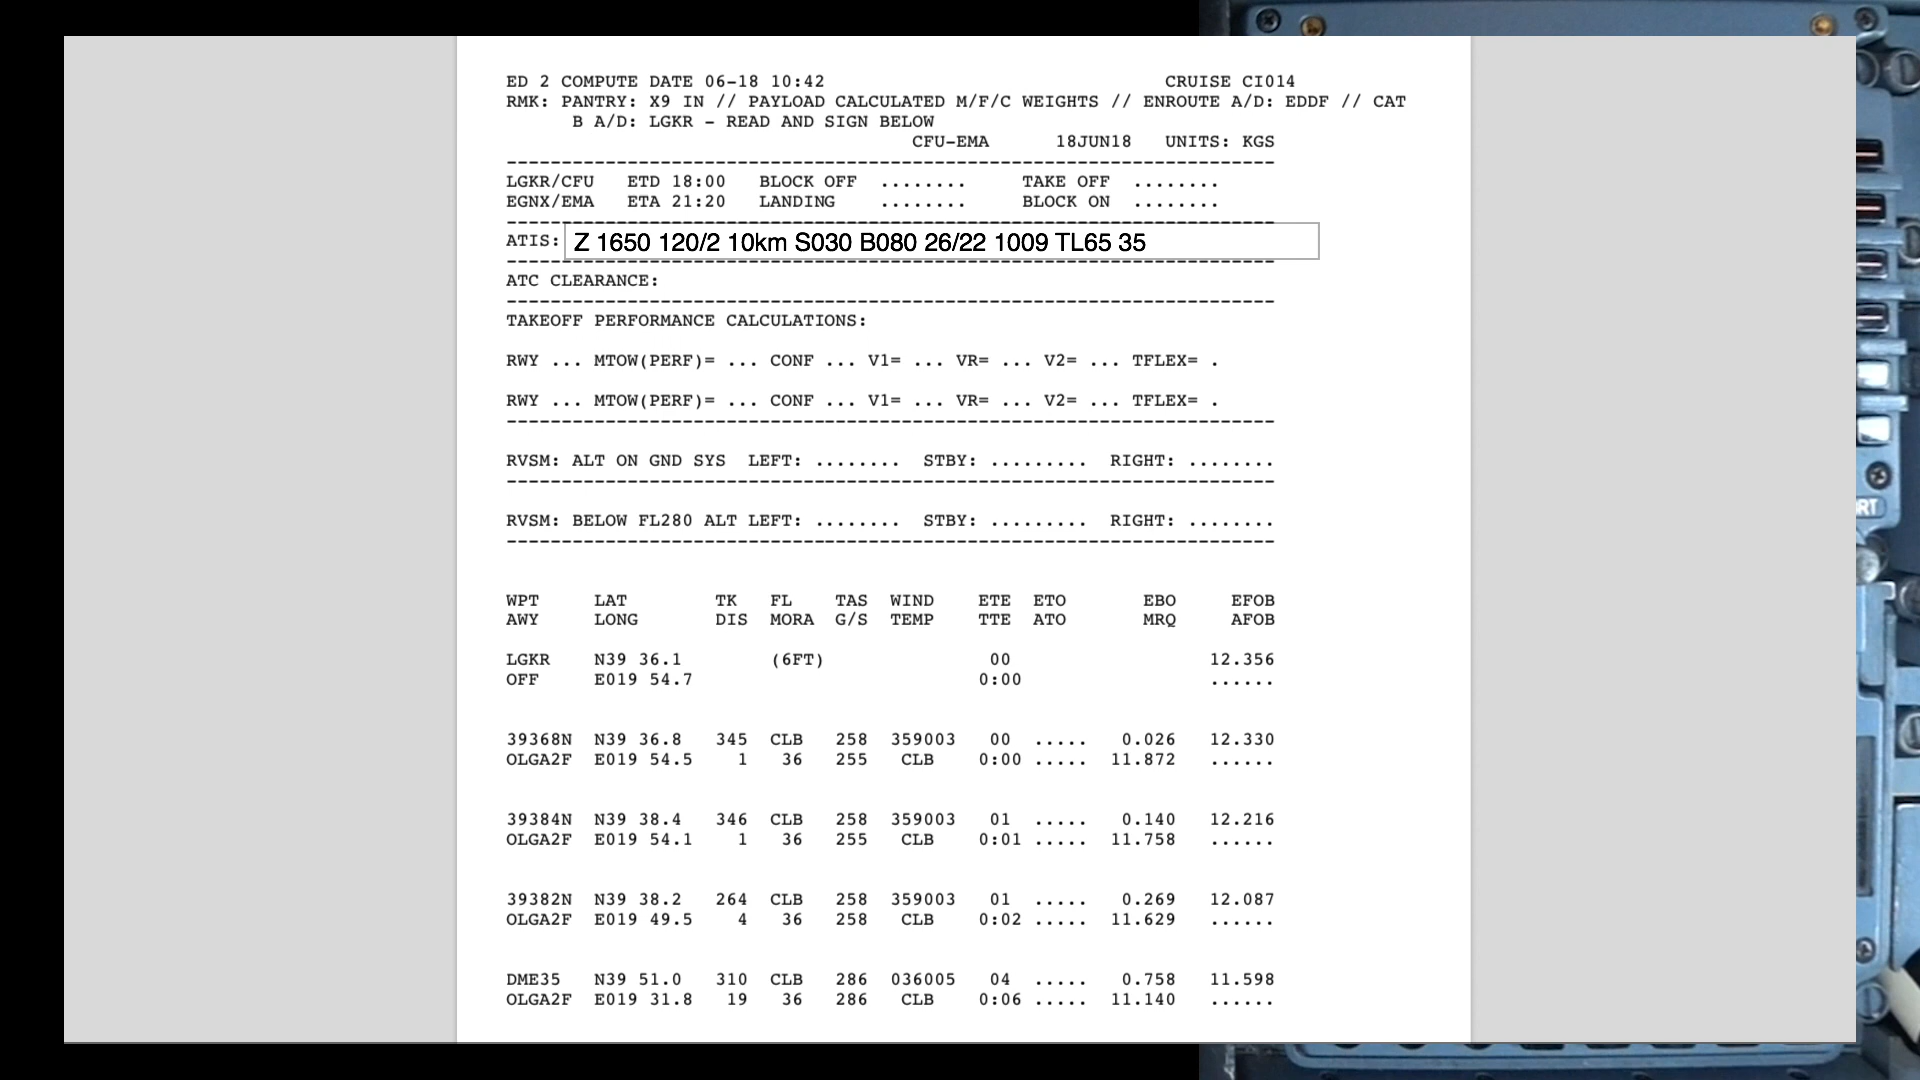 ED 2 COMPUTE DATE 06-18 10:42 CRUISE CI014
RMK: PANTRY: X9 IN // PAYLOAD CALCULATED M/F/C WEIGHTS // ENROUTE A/D: EDDF // CAT
B A/D: LGKR - READ AND SIGN BELOW
CFU-EMA 18JUN18 UNITS: KGS
----------------------------------------------------------------------
LGKR/CFU ETD 18:00 BLOCK OFF ........ TAKE OFF ........
EGNX/EMA ETA 21:20 LANDING ........ BLOCK ON ........
----------------------------------------------------------------------
ATIS: Z 1650 120/2 10km S030 B080 26/22 1009 TL65 35
----------------------------------------------------------------------
ATC CLEARANCE:
----------------------------------------------------------------------
TAKEOFF PERFORMANCE CALCULATIONS:
RWY ... MTOW(PERF)= ... CONF ... V1= ... VR= ... V2= ... TFLEX= .
RWY ... MTOW(PERF)= ... CONF ... V1= ... VR= ... V2= ... TFLEX= .
----------------------------------------------------------------------
RVSM: ALT ON GND SYS LEFT: ........ STBY: ......... RIGHT: ........
----------------------------------------------------------------------
RVSM: BELOW FL280 ALT LEFT: ........ STBY: ......... RIGHT: ........
----------------------------------------------------------------------
WPT LAT TK FL TAS WIND ETE ETO EBO EFOB
AWY LONG DIS MORA G/S TEMP TTE ATO MRQ AFOB
LGKR N39 36.1 (6FT) 00 12.356
OFF E019 54.7 0:00 ......
39368N N39 36.8 345 CLB 258 359003 00 ..... 0.026 12.330
OLGA2F E019 54.5 1 36 255 CLB 0:00 ..... 11.872 ......
39384N N39 38.4 346 CLB 258 359003 01 ..... 0.140 12.216
OLGA2F E019 54.1 1 36 255 CLB 0:01 ..... 11.758 ......
39382N N39 38.2 264 CLB 258 359003 01 ..... 0.269 12.087
OLGA2F E019 49.5 4 36 258 CLB 0:02 ..... 11.629 ......
DME35 N39 51.0 310 CLB 286 036005 04 ..... 0.758 11.598
OLGA2F E019 31.8 19 36 286 CLB 0:06 ..... 11.140 ......